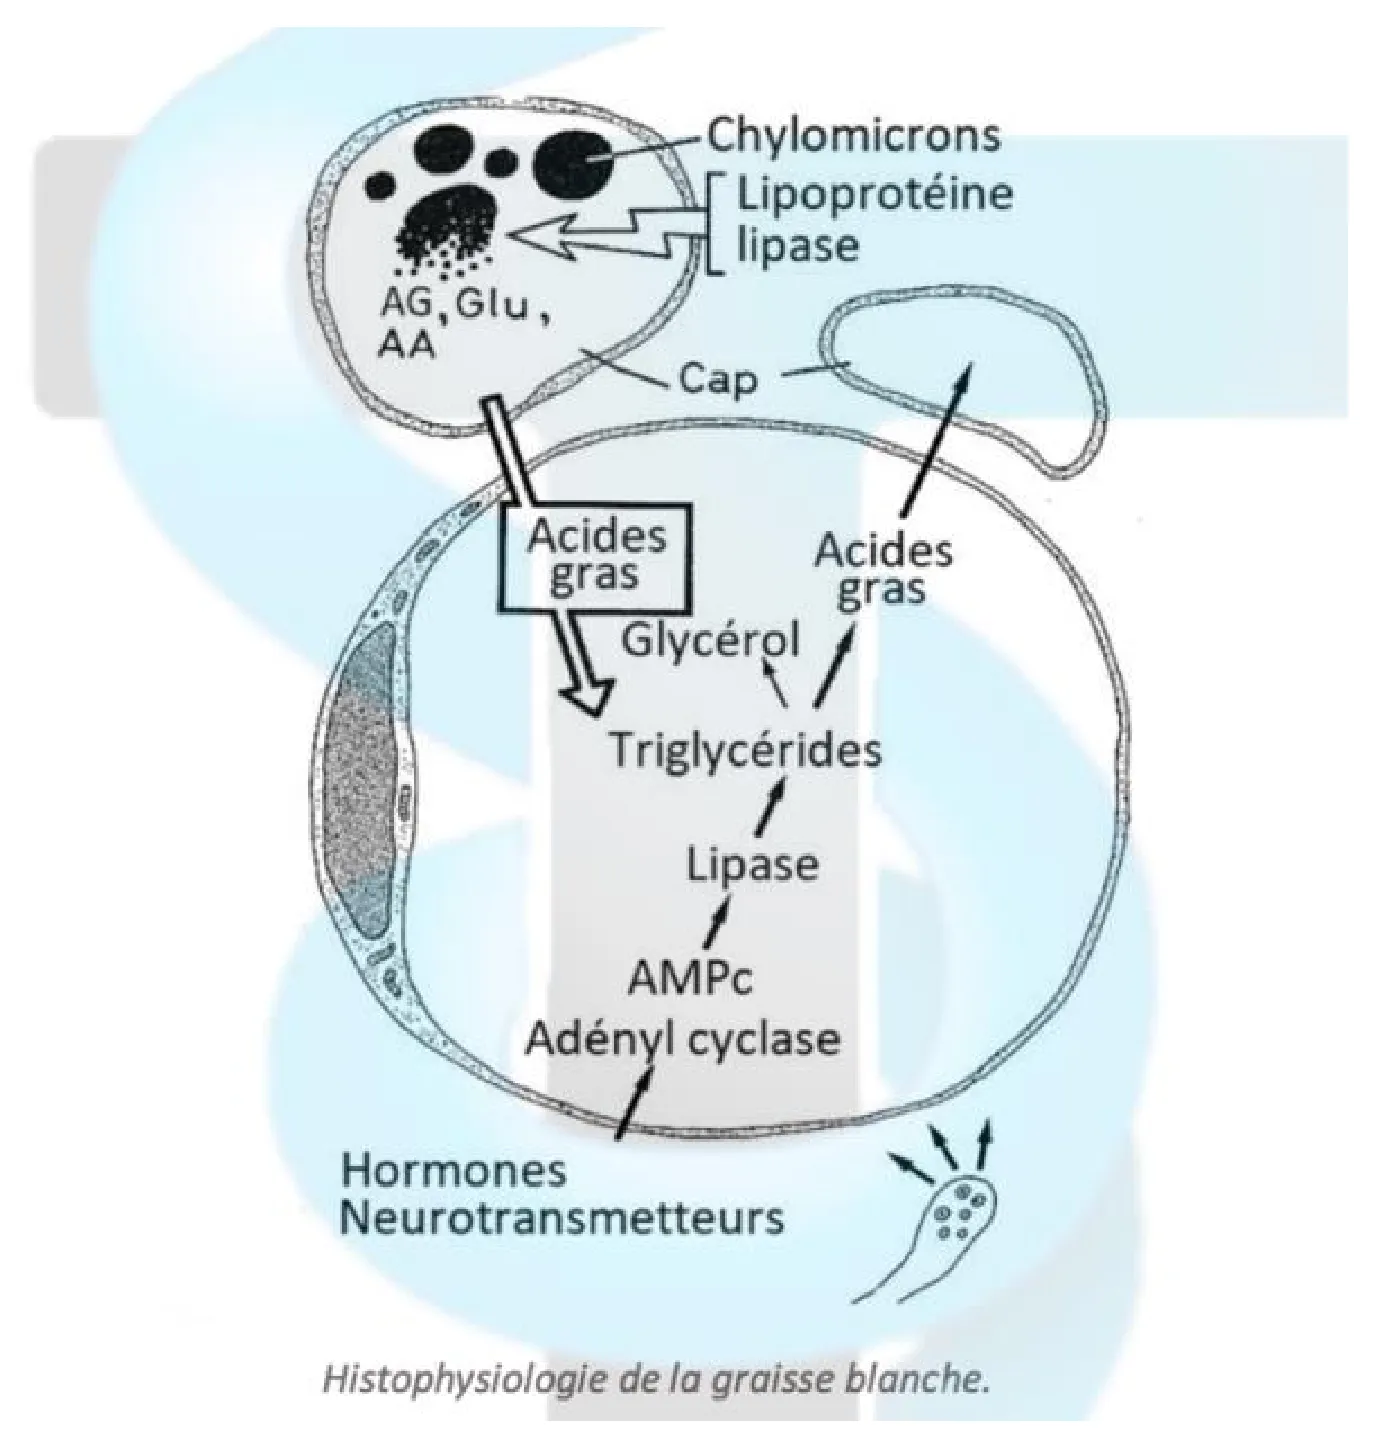 Chylomicrons
Lipoprotéine
lipase
AG, Glu,
AA
Cap
Acides
gras
Acides
gras
Glycérol
Triglycérides
Lipase
AMPc
Adényl cyclase
Hormones
Neurotransmetteurs
Histophysiologie de la graisse blanche.